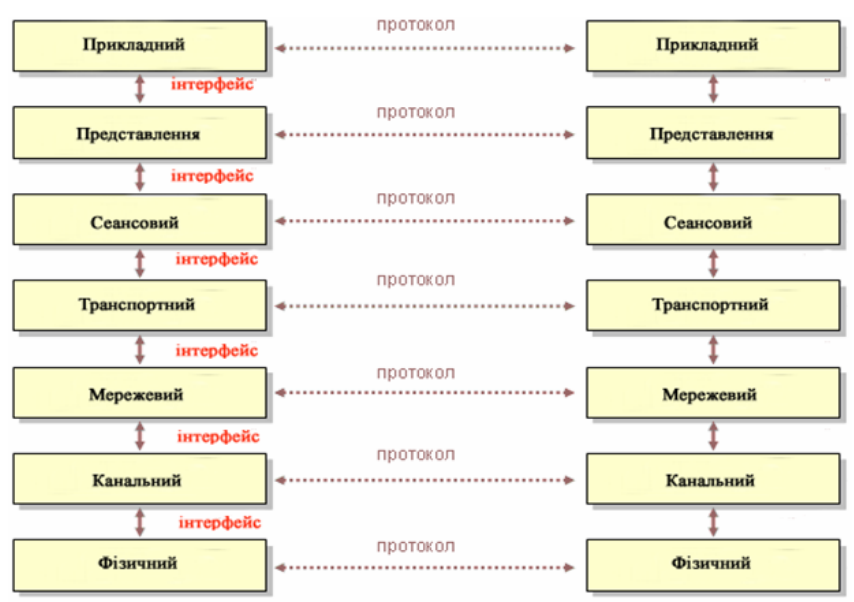 протокол
Прикладний
Прикладний
інтерфейс
протокол
Представлення
Представлення
інтерфейс
протокол
Сеансовий
Сеансовий
інтерфейс
протокол
Транспортний
Транспортний
інтерфейс
протокол
Мережевий
Мережевий
інтерфейс
протокол
Канальний
Канальний
інтерфейс
протокол
Фізичний
Фізичний